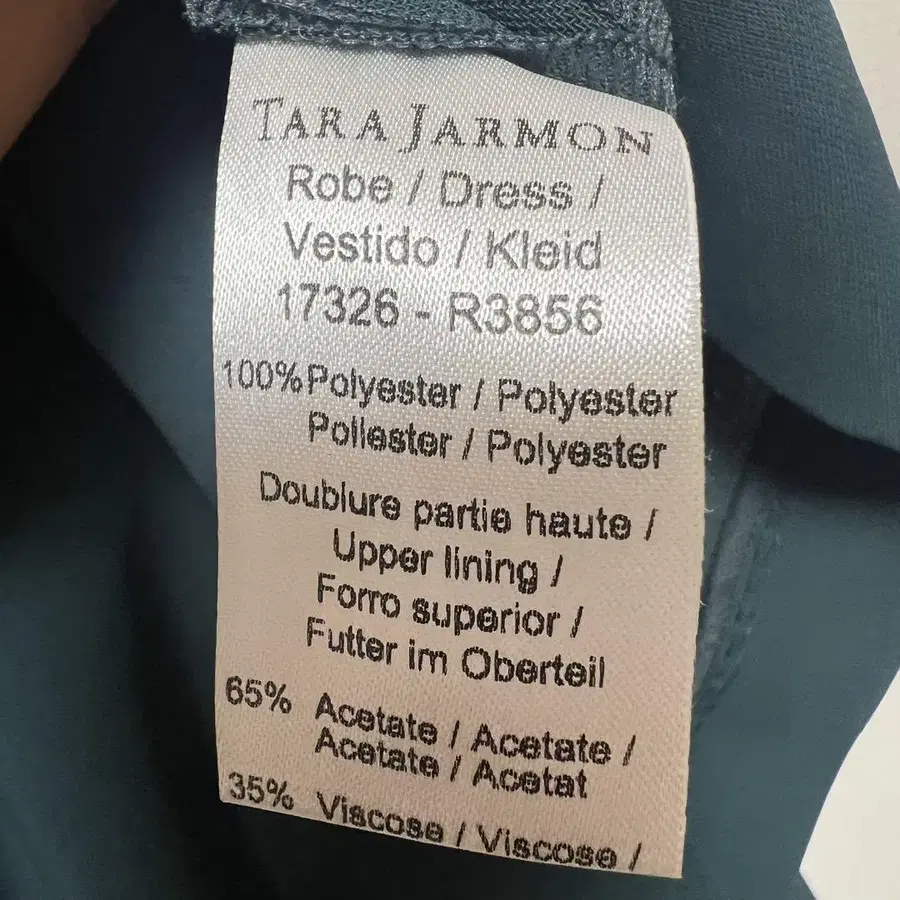 TARA JARMON
Robe / Dress /
Vestido / Kleid
17326 - R3856
100% Polyester / Polyester
Poliester / Polyester
Doublure partie haute /
Upper lining /
Forro superior /
Futter im Oberteil
65% Acetate / Acetate /
Acetate / Acetat
35% Viscose / Viscose /